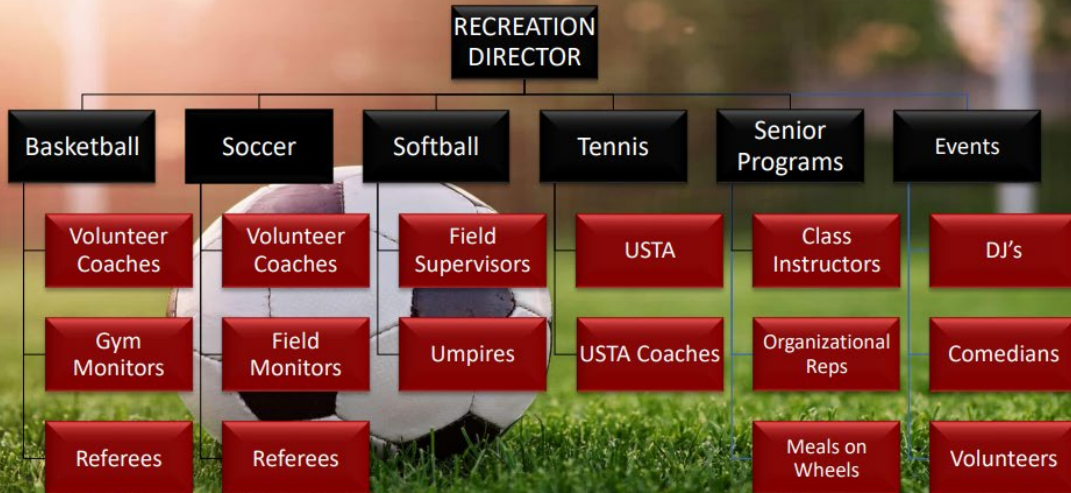 RECREATION
DIRECTOR
Basketball
Soccer
Softball
Tennis
Senior
Programs
Events
Volunteer
Coaches
Volunteer
Coaches
Field
Supervisors
USTA
Class
Instructors
DJ's
Gym
Monitors
Field
Monitors
Umpires
USTA Coaches
Organizational
Reps
Comedians
Referees
Referees
Meals on
Wheels
Volunteers